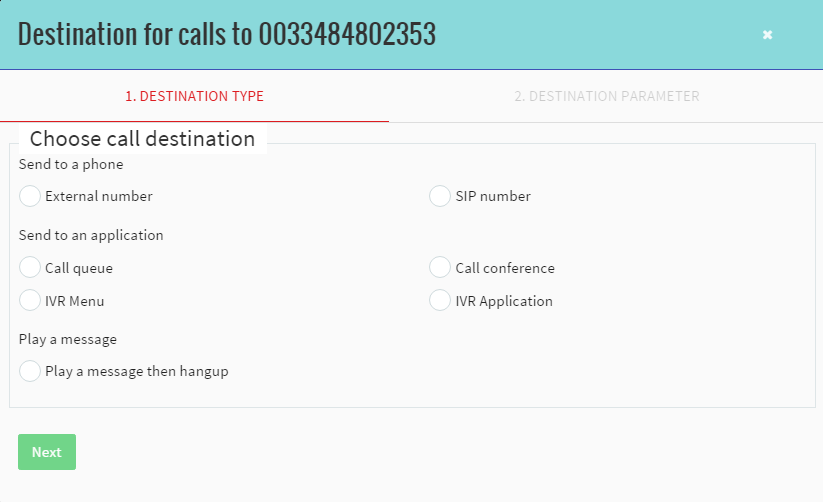 Destination for calls to 0033484802353
1. DESTINATION TYPE 2. DESTINATION PARAMETER
Choose call destination
Send to a phone
External number SIP number
Send to an application
Call queue Call conference
IVR Menu IVR Application
Play a message
Play a message then hangup
Next